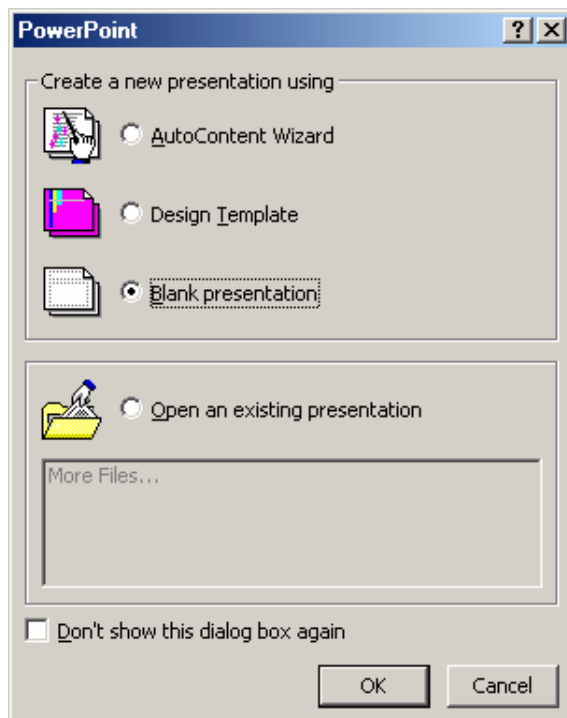 PowerPoint
Create a new presentation using
AutoContent Wizard
Design Template
Blank presentation
Open an existing presentation
More Files...
Don't show this dialog box again
OK Cancel